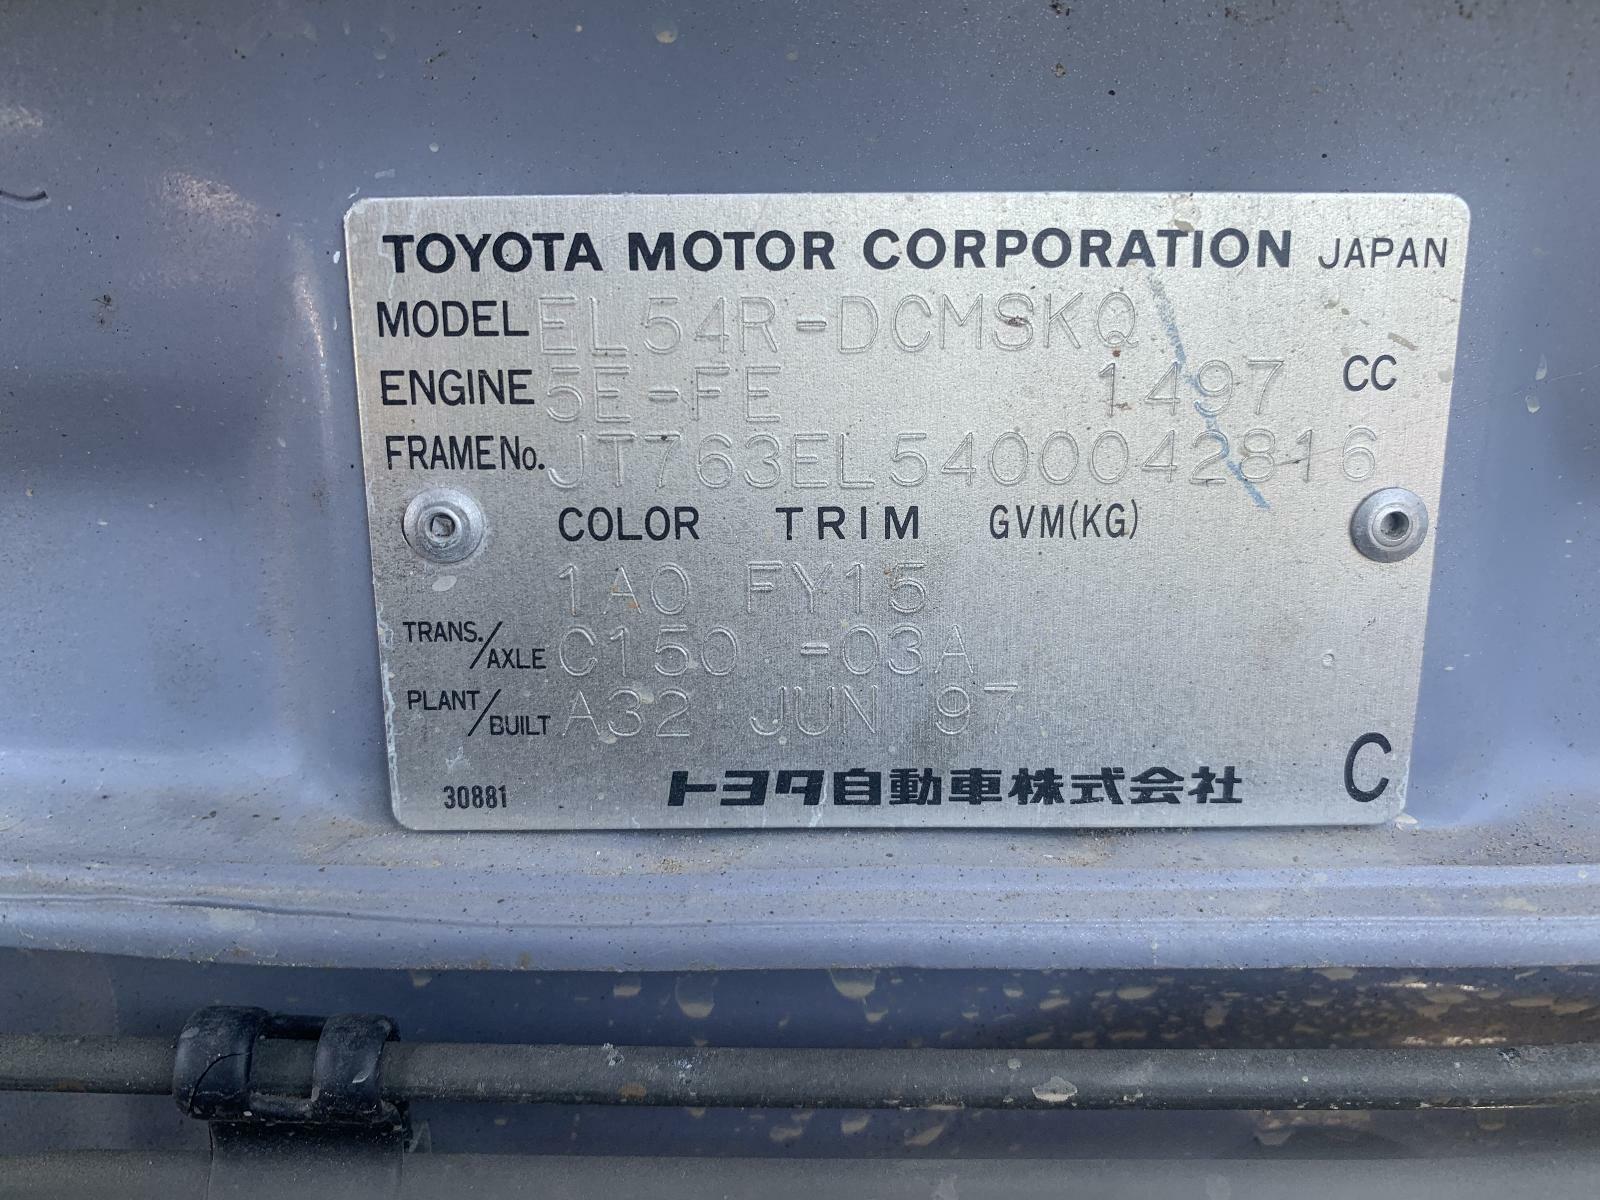 TOYOTA MOTOR CORPORATION JAPAN
MODEL EL54R-DCMSKQ
ENGINE 5E-FE 1497 CC
FRAME No. JT763EL5400042816
COLOR TRIM GVM(KG)
1A0 FY15
TRANS./AXLE C150 -03A
PLANT/BUILT A32 JUN 97
トヨタ自動車株式会社 C
30881